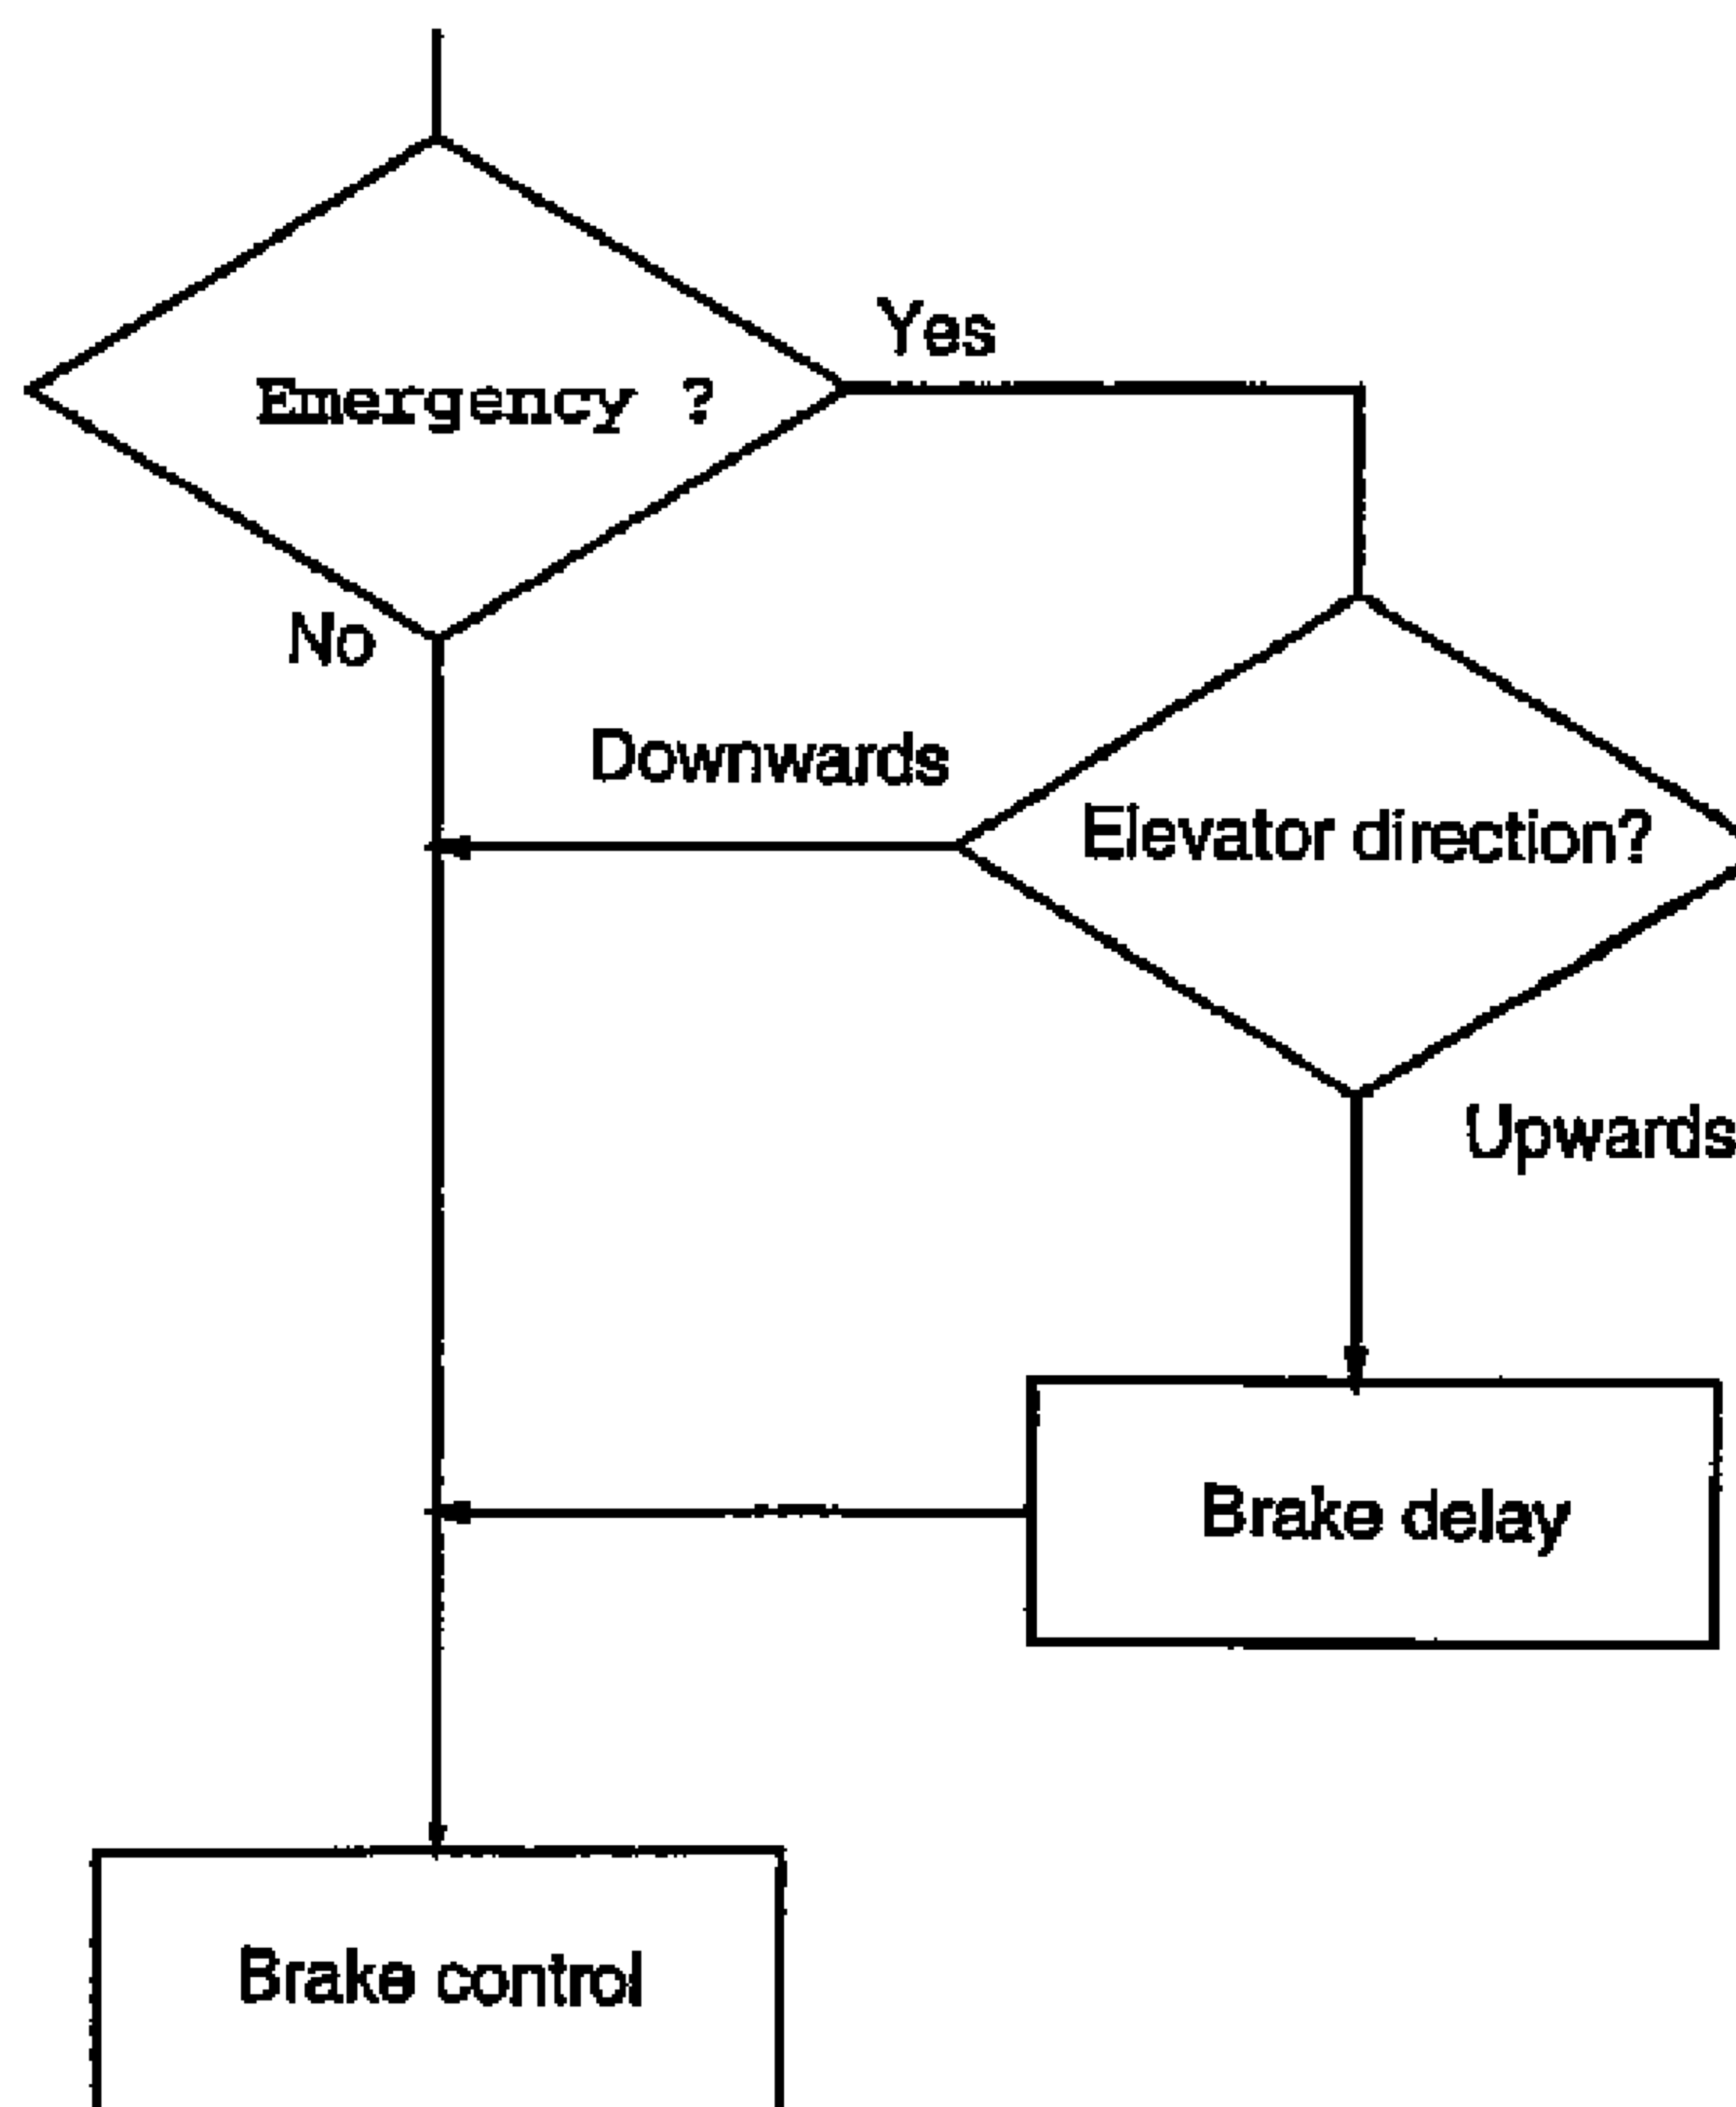 Yes
Emergency ?
No
Downwards
Elevator direction?
Upwards
Brake delay
Brake control